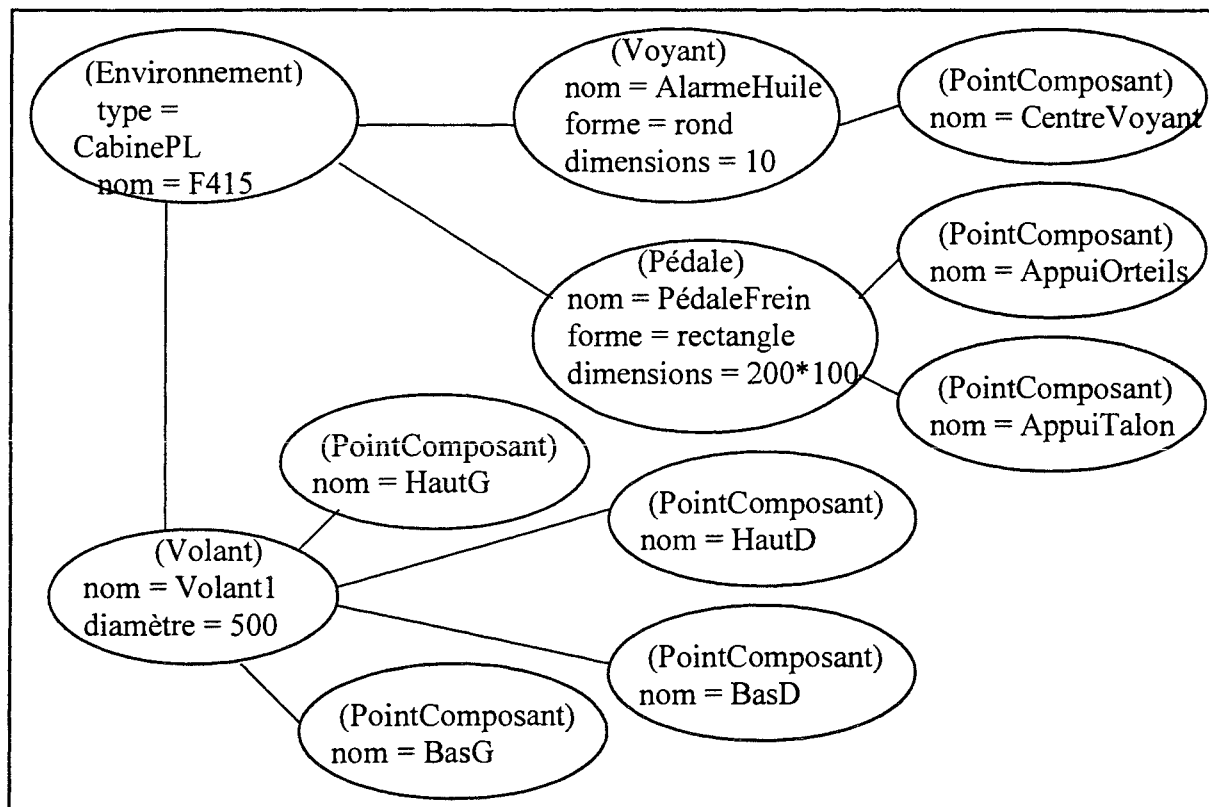 (Environnement)
type =
CabinePL
nom = F415
(Voyant)
nom = AlarmeHuile
forme = rond
dimensions = 10
(PointComposant)
nom = CentreVoyant
(Pédale)
nom = PédaleFrein
forme = rectangle
dimensions = 200*100
(PointComposant)
nom = AppuiOrteils
(PointComposant)
nom = AppuiTalon
(PointComposant)
nom = HautG
(PointComposant)
nom = HautD
(Volant)
nom = Volant1
diamètre = 500
(PointComposant)
nom = BasD
(PointComposant)
nom = BasG